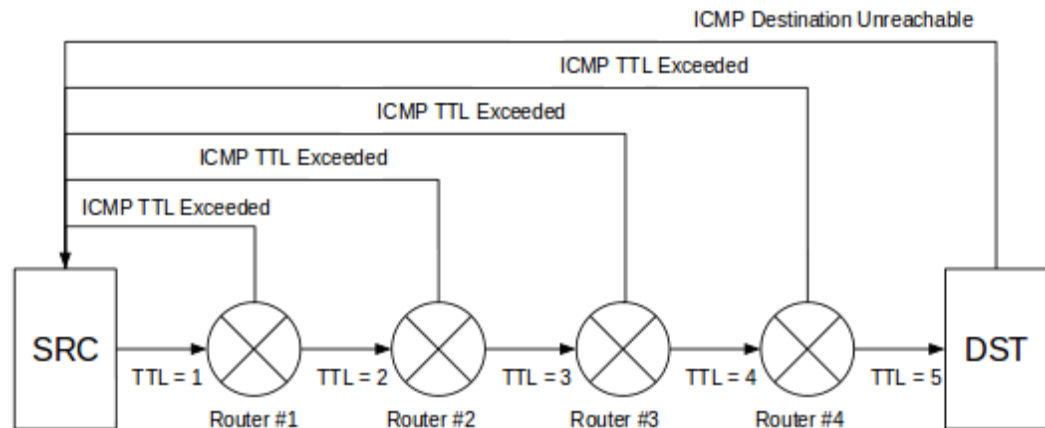 ICMP Destination Unreachable
ICMP TTL Exceeded
ICMP TTL Exceeded
ICMP TTL Exceeded
ICMP TTL Exceeded
SRC
DST
TTL = 1
TTL = 2
TTL = 3
TTL = 4
TTL = 5
Router #1
Router #2
Router #3
Router #4